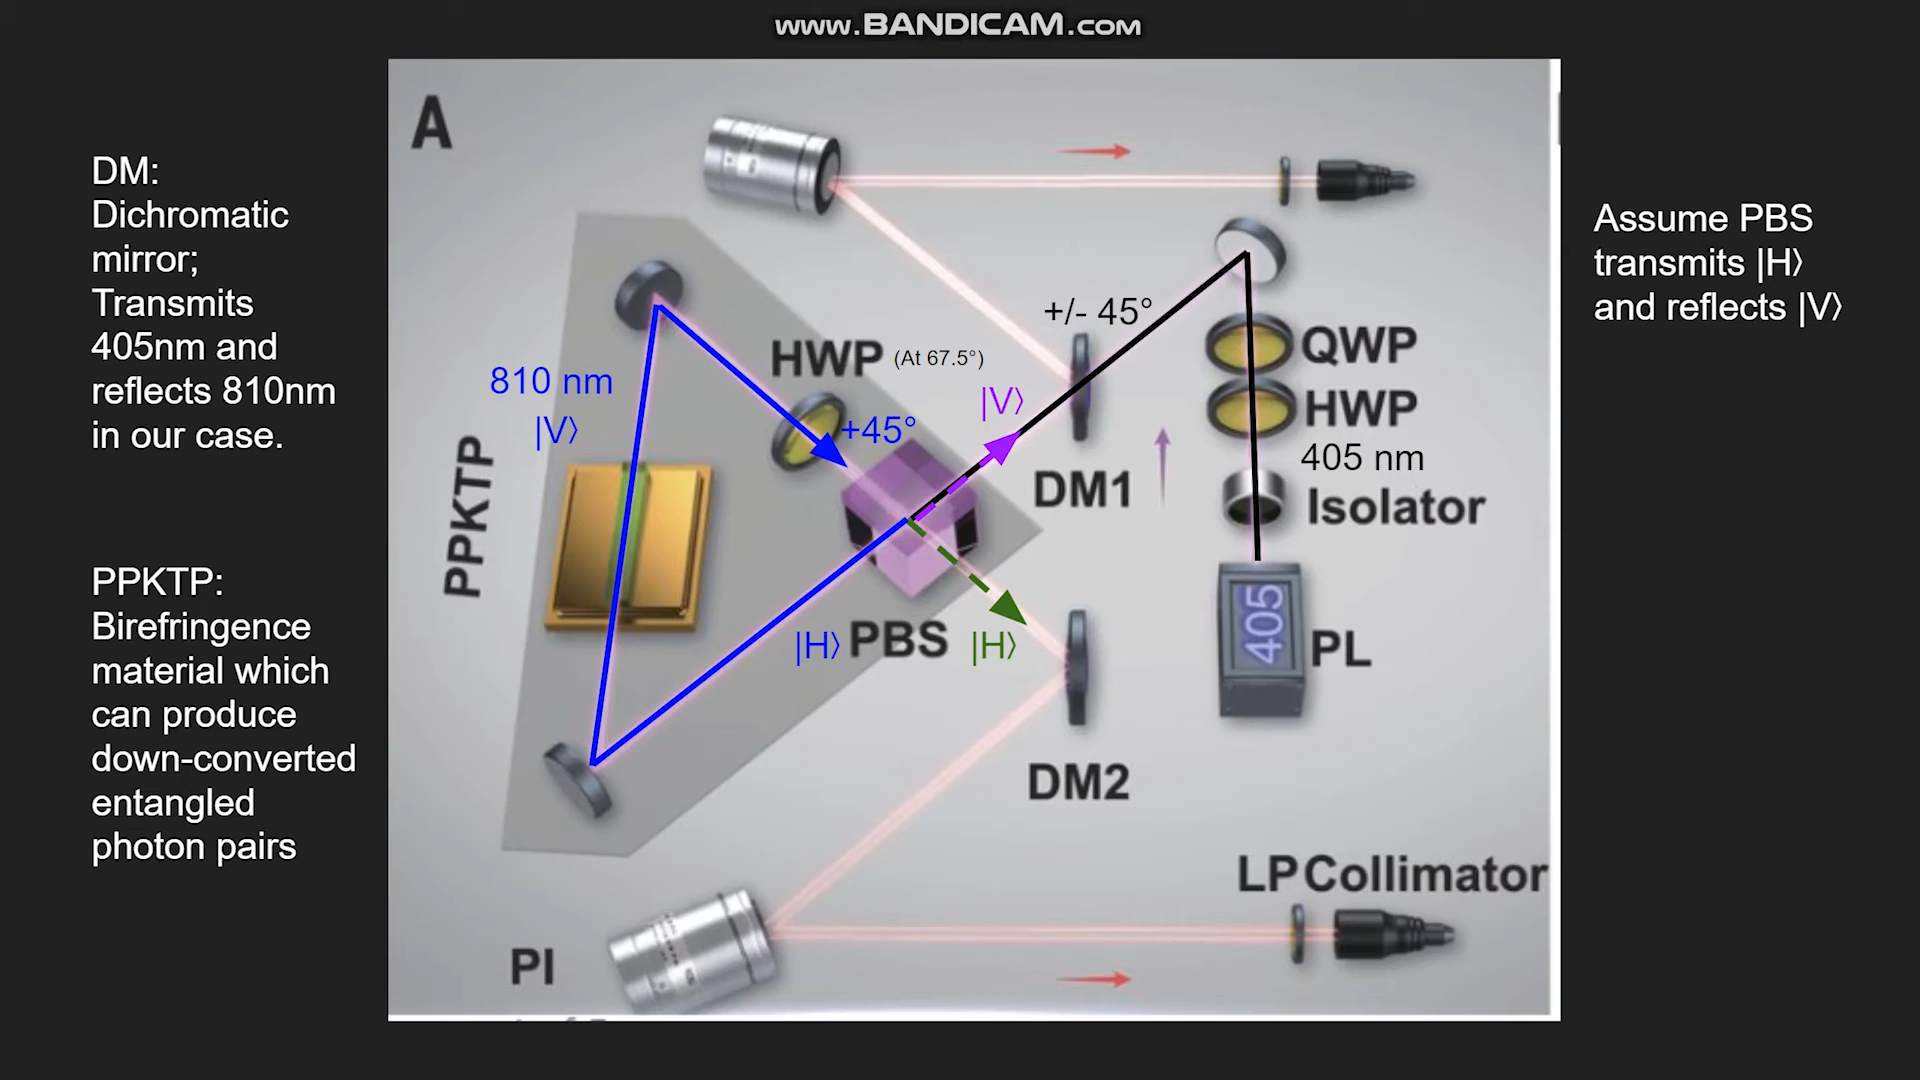 www.BANDICAM.com
A
DM:
Dichromatic
mirror;
Transmits
405nm and
reflects 810nm
in our case.
PPKTP:
Birefringence
material which
can produce
down-converted
entangled
photon pairs
Assume PBS
transmits |H⟩
and reflects |V⟩
+/- 45°
HWP (At 67.5°)
810 nm
|V⟩
+45°
|V⟩
QWP
HWP
405 nm
Isolator
DM1
PPKTP
405
PL
|H⟩ PBS |H⟩
DM2
LP Collimator
PI